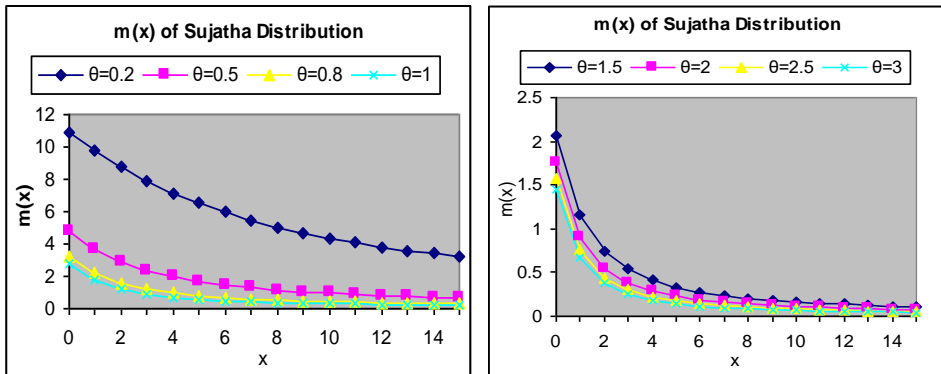 m(x) of Sujatha Distribution
θ=0.2 θ=0.5 θ=0.8 θ=1
12
10
8
6
4
2
0
m(x)
0 2 4 6 8 10 12 14
x
m(x) of Sujatha Distribution
θ=1.5 θ=2 θ=2.5 θ=3
2.5
2
1.5
1
0.5
0
m(x)
0 2 4 6 8 10 12 14
x